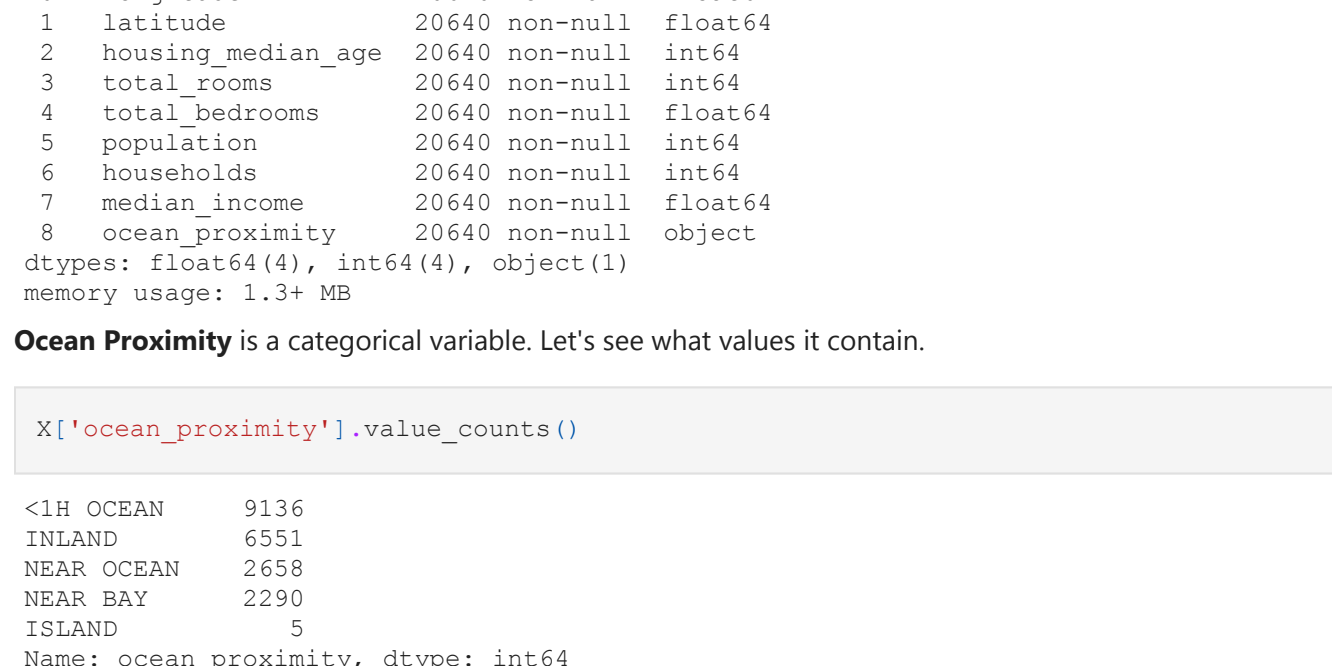 1 latitude 20640 non-null float64
2 housing_median_age 20640 non-null int64
3 total_rooms 20640 non-null int64
4 total_bedrooms 20640 non-null float64
5 population 20640 non-null int64
6 households 20640 non-null int64
7 median_income 20640 non-null float64
8 ocean_proximity 20640 non-null object
dtypes: float64(4), int64(4), object(1)
memory usage: 1.3+ MB
Ocean Proximity is a categorical variable. Let's see what values it contain.
X['ocean_proximity'].value_counts()
<1H OCEAN 9136
INLAND 6551
NEAR OCEAN 2658
NEAR BAY 2290
ISLAND 5
Name: ocean_proximity, dtype: int64